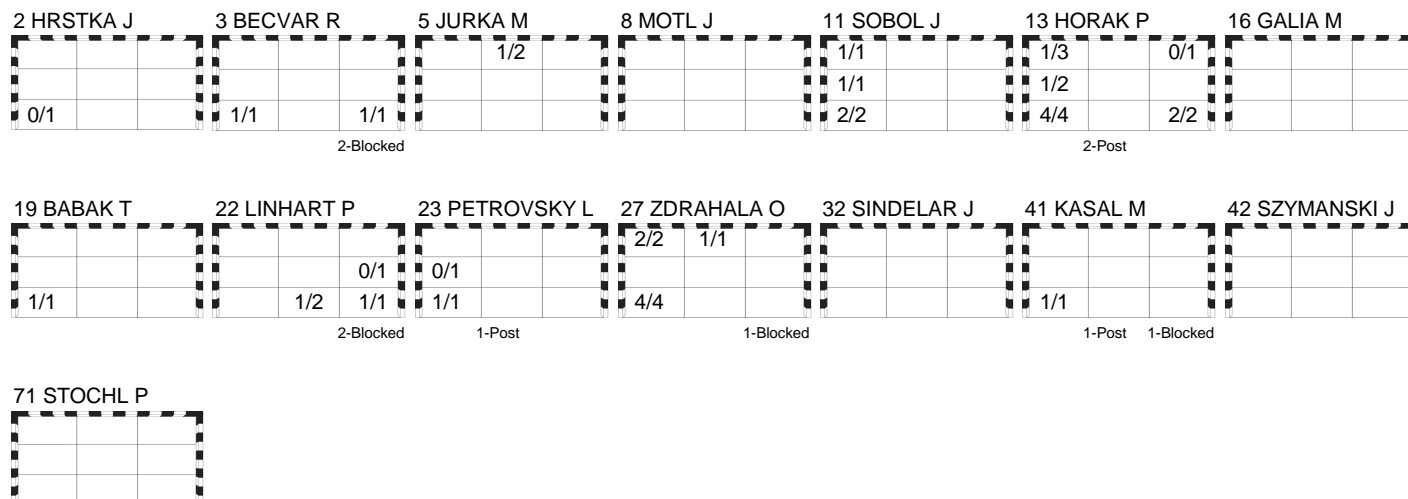 2 HRSTKA J 3 BECVAR R 5 JURKA M 8 MOTL J 11 SOBOL J 13 HORAK P 16 GALIA M
1/2 1/1 1/3 0/1
1/1 1/2
0/1 1/1 1/1 2/2 4/4 2/2
2-Blocked 2-Post
19 BABAK T 22 LINHART P 23 PETROVSKY L 27 ZDRAHALA O 32 SINDELAR J 41 KASAL M 42 SZYMANSKI J
2/2 1/1
0/1 0/1
1/1 1/2 1/1 1/1 4/4 1/1
2-Blocked 1-Post 1-Blocked 1-Post 1-Blocked
71 STOCHL P